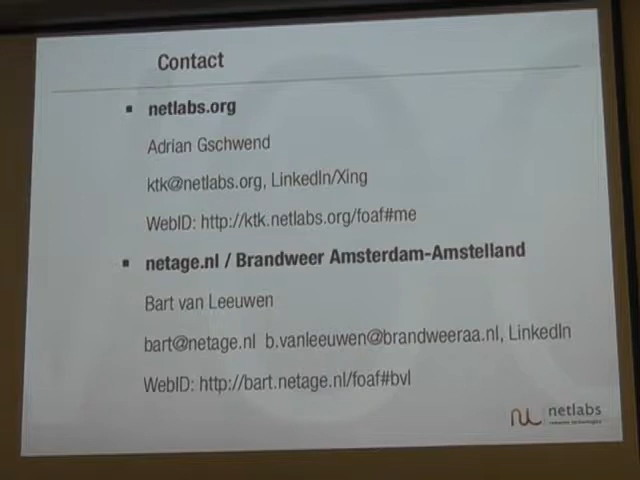 Contact
▪ netlabs.org
Adrian Gschwend
ktk@netlabs.org, LinkedIn/Xing
WebID: http://ktk.netlabs.org/foaf#me
▪ netage.nl / Brandweer Amsterdam-Amstelland
Bart van Leeuwen
bart@netage.nl b.vanleeuwen@brandweeraa.nl, LinkedIn
WebID: http://bart.netage.nl/foaf#bvl
netlabs